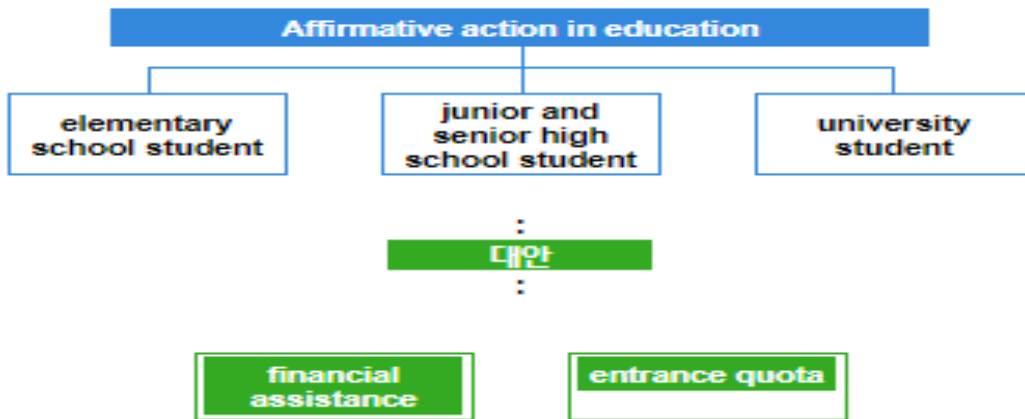 Affirmative action in education
elementary
school student
junior and
senior high
school student
university
student
:
대안
:
financial
assistance
entrance quota